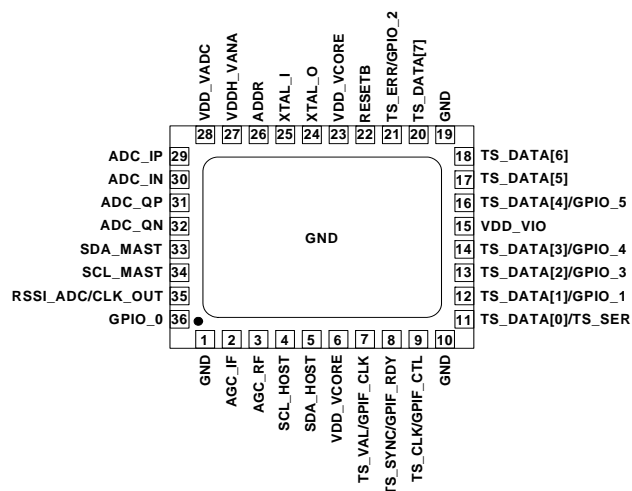 VDD_VADC
VDDH_VANA
ADDR
XTAL_I
XTAL_O
VDD_VCORE
RESETB
TS_ERR/GPIO_2
TS_DATA[7]
GND
28 27 26 25 24 23 22 21 20 19
ADC_IP 29
ADC_IN 30
ADC_QP 31
ADC_QN 32
SDA_MAST 33
SCL_MAST 34
RSSI_ADC/CLK_OUT 35
GPIO_0 36
GND
18 TS_DATA[6]
17 TS_DATA[5]
16 TS_DATA[4]/GPIO_5
15 VDD_VIO
14 TS_DATA[3]/GPIO_4
13 TS_DATA[2]/GPIO_3
12 TS_DATA[1]/GPIO_1
11 TS_DATA[0]/TS_SER
1 2 3 4 5 6 7 8 9 10
GND
AGC_IF
AGC_RF
SCL_HOST
SDA_HOST
VDD_VCORE
TS_VAL/GPIF_CLK
TS_SYNC/GPIF_RDY
TS_CLK/GPIF_CTL
GND